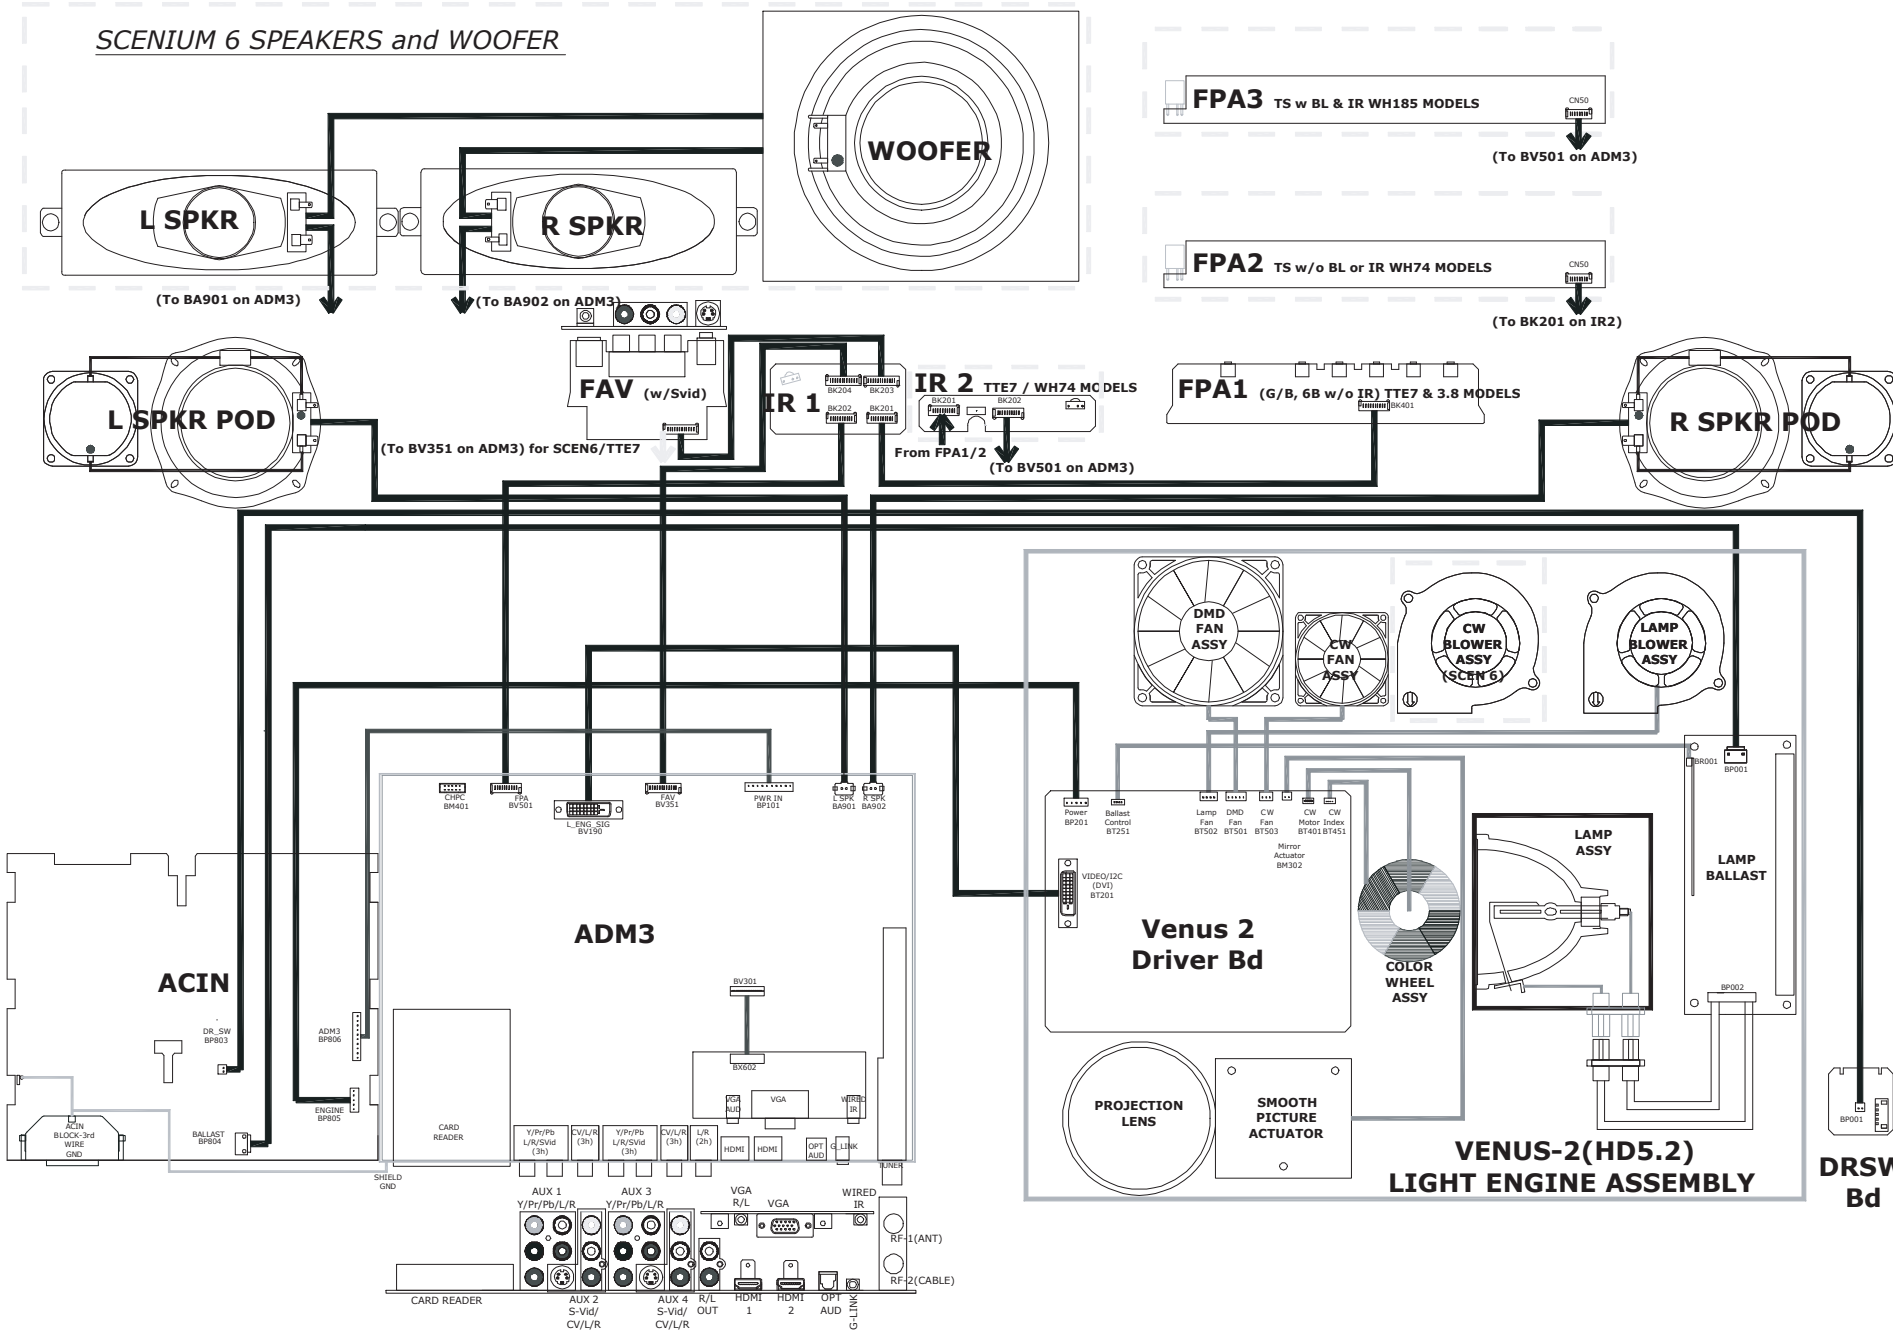 SCENIUM 6 SPEAKERS and WOOFER
WOOFER
L SPKR
R SPKR
(To BA901 on ADM3)
(To BA902 on ADM3)
FPA3 TS w BL & IR WH185 MODELS
CN50
(To BV501 on ADM3)
FPA2 TS w/o BL or IR WH74 MODELS
CN50
(To BK201 on IR2)
L SPKR POD
FAV (w/Svid)
(To BV351 on ADM3) for SCEN6/TTE7
IR 1
BK204
BK203
BK202
BK201
IR 2 TTE7 / WH74 MODELS
BK201
BK202
From FPA1/2
(To BV501 on ADM3)
FPA1 (G/B, 6B w/o IR) TTE7 & 3.8 MODELS
BK401
R SPKR POD
DMD
FAN
ASSY
CW
FAN
ASSY
CW
BLOWER
ASSY
(SCEN 6)
LAMP
BLOWER
ASSY
CHPC
BM401
FPA
BV501
L_ENG_SIG
BV190
FAV
BV351
PWR IN
BP101
L SPK
BA901
R SPK
BA902
Power
BP201
Ballast
Control
BT251
Lamp
Fan
BT502
DMD
Fan
BT501
CW
Fan
BT503
Mirror
Actuator
BM302
CW
Motor
BT401
CW
Index
BT451
BR001
BP001
LAMP
BALLAST
BP002
LAMP
ASSY
VIDEO/I2C
(DVI)
BT201
Venus 2
Driver Bd
COLOR
WHEEL
ASSY
ADM3
BV301
BX602
ACIN
DR_SW
BP803
ADM3
BP806
ENGINE
BP805
BALLAST
BP804
ACIN
BLOCK-3rd
WIRE
GND
SHIELD
GND
CARD
READER
VGA
AUD
VGA
WIRED
IR
Y/Pr/Pb
L/R/SVid
(3h)
CV/L/R
(3h)
Y/Pr/Pb
L/R/SVid
(3h)
CV/L/R
(3h)
L/R
(2h)
HDMI
HDMI
OPT
AUD
G_LINK
TUNER
PROJECTION
LENS
SMOOTH
PICTURE
ACTUATOR
VENUS-2(HD5.2)
LIGHT ENGINE ASSEMBLY
BP001
DRSW
Bd
AUX 1
Y/Pr/Pb/L/R
AUX 3
Y/Pr/Pb/L/R
VGA
R/L
VGA
WIRED
IR
RF-1(ANT)
RF-2(CABLE)
CARD READER
AUX 2
S-Vid/
CV/L/R
AUX 4
S-Vid/
CV/L/R
R/L
OUT
HDMI
1
HDMI
2
OPT
AUD
G-LINK